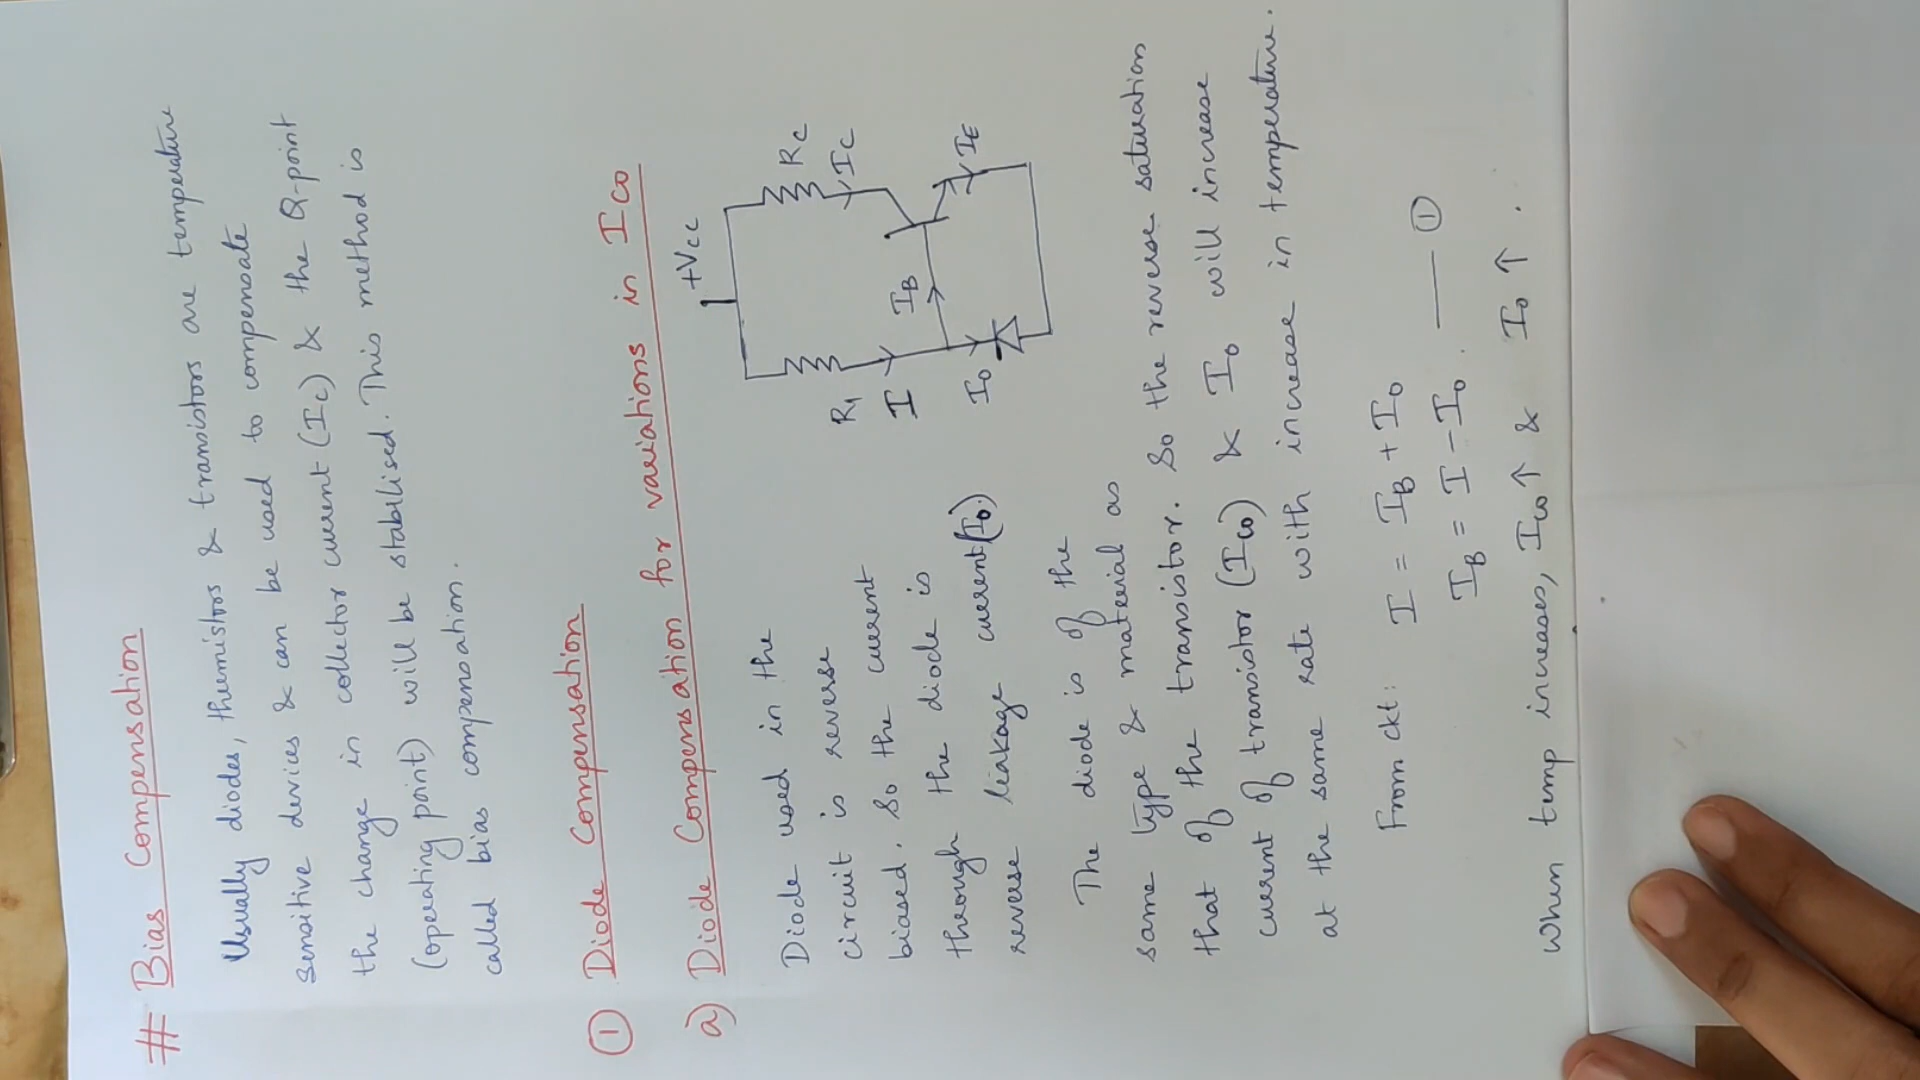 # Bias Compensation
Usually diodes, thermistors & transistors are temperature
sensitive devices & can be used to compensate
the change in collector current (Ic) & the Q-point
(operating point) will be stabilised. This method is
called bias compensation.
① Diode Compensation
a) Diode Compensation for variations in Ico
Diode used in the
circuit is reverse
biased. So the current
through the diode is
reverse leakage current (Io).
+Vcc
R1
Rc
I
Ic
IB
Io
IE
The diode is of the
same type & material as
that of the transistor. So the reverse saturation
current of transistor (Ico) & Io will increase
at the same rate with increase in temperature.
From ckt: I = IB + Io
IB = I - Io. — ①
When temp increases, Ico ↑ & Io ↑.